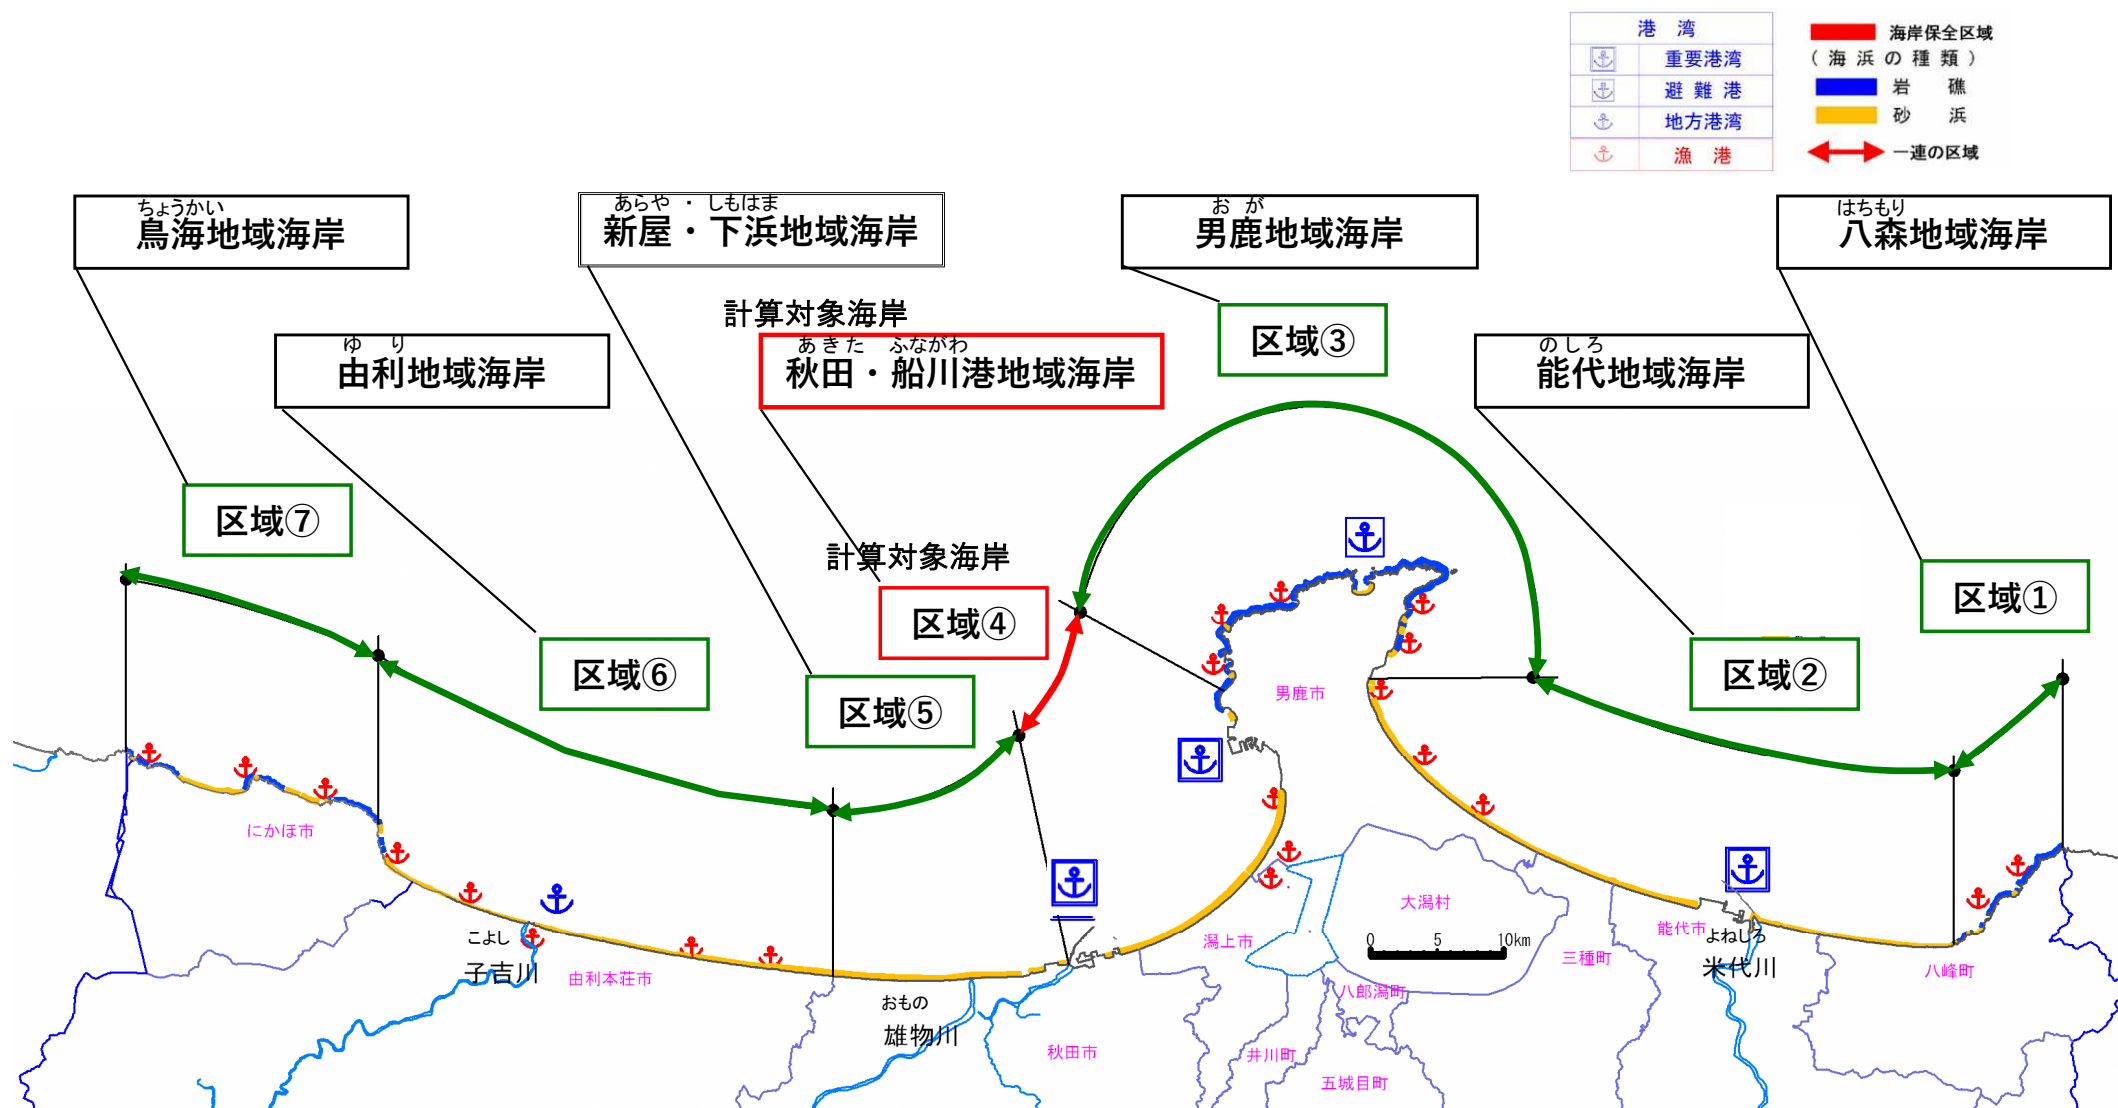 港 湾
重要港湾
避 難 港
地方港湾
漁 港
海岸保全区域
(海浜の種類)
岩 礁
砂 浜
一連の区域
ちょうかい
鳥海地域海岸
あらや ・ しもはま
新屋・下浜地域海岸
お が
男鹿地域海岸
はちもり
八森地域海岸
計算対象海岸
ゆ り
由利地域海岸
あきた ふながわ
秋田・船川港地域海岸
区域③
のしろ
能代地域海岸
区域⑦
計算対象海岸
区域④
区域①
区域⑥
区域⑤
区域②
男鹿市
にかほ市
大潟村
こよし
子吉川
由利本荘市
潟上市
0 5 10km
三種町
能代市
よねしろ
米代川
八峰町
八郎潟町
おもの
雄物川
秋田市
井川町
五城目町